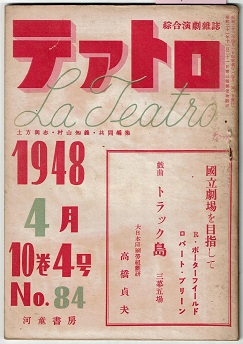 綜合演劇雑誌
テアトロ
La Teatro
土方與志・村山知義・共同編集
1948
4月
10巻4号
No.84
河童書房
國立劇場を目指して
R・ポーターフイールド
ロバート・ブリーン
戯曲
トラック島
三幕五場
高橋貞夫